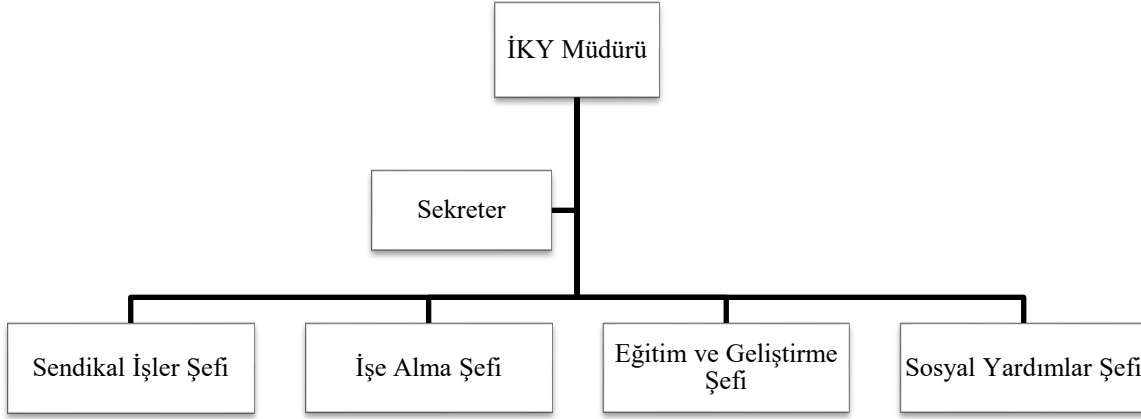 İKY Müdürü
Sekreter
Sendikal İşler Şefi
İşe Alma Şefi
Eğitim ve Geliştirme
Şefi
Sosyal Yardımlar Şefi